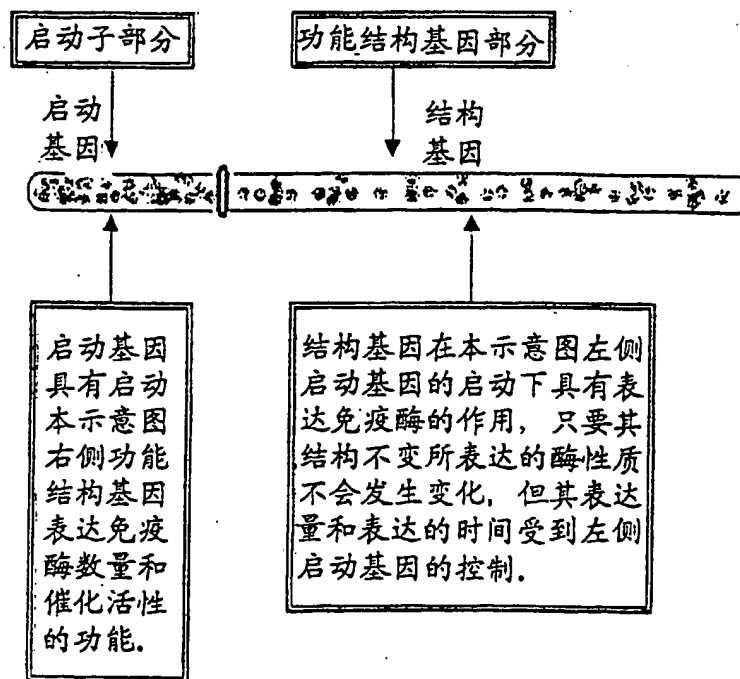 启动子部分
功能结构基因部分
启动
基因
结构
基因
启动基因
具有启动
本示意图
右侧功能
结构基因
表达免疫
酶数量和
催化活性
的功能.
结构基因在本示意图左侧
启动基因的启动下具有表
达免疫酶的作用, 只要其
结构不变所表达的酶性质
不会发生变化, 但其表达
量和表达的时间受到左侧
启动基因的控制.